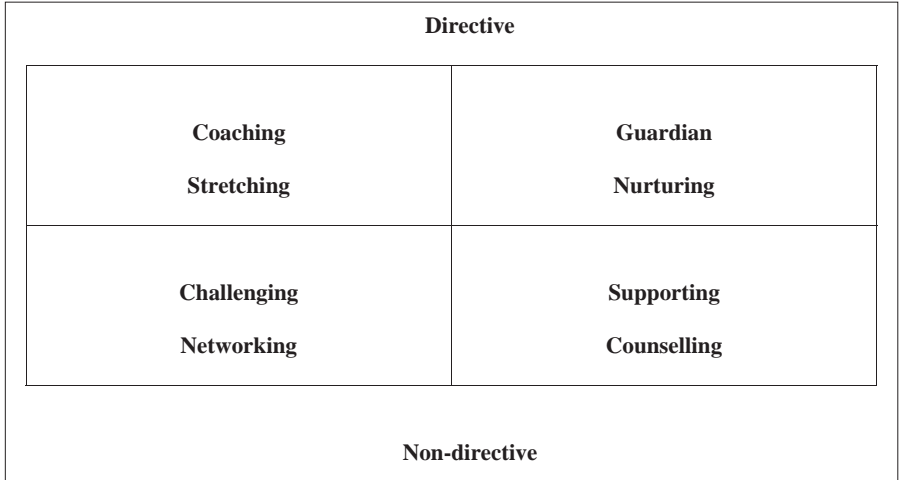 Directive
Coaching
Guardian
Stretching
Nurturing
Challenging
Supporting
Networking
Counselling
Non-directive